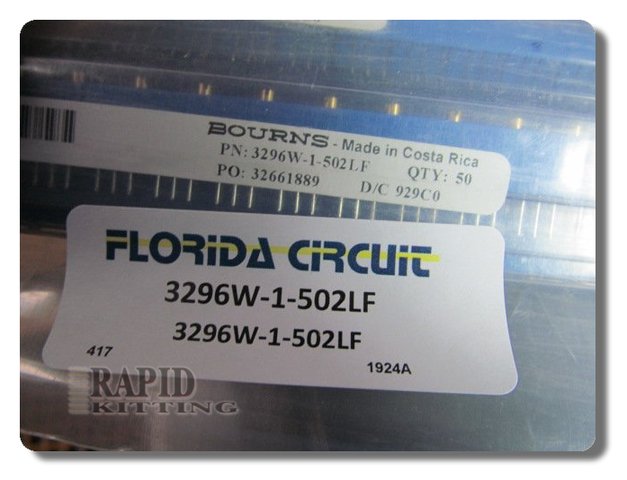 BOURNS - Made in Costa Rica
PN: 3296W-1-502LF QTY: 50
PO: 32661889 D/C 929C0
FLORIDA CIRCUIT
3296W-1-502LF
3296W-1-502LF
417 1924A
RAPID
KITTING